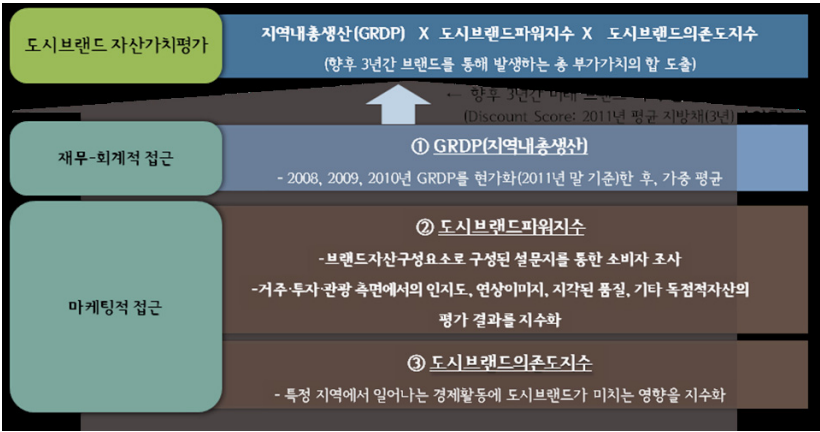 도시브랜드 자산가치평가
지역내총생산(GRDP) X 도시브랜드파워지수 X 도시브랜드의존도지수
(향후 3년간 브랜드를 통해 발생하는 총 부가가치의 합 도출)
← 향후 3년간 미래
(Discount Score: 2011년 평균 지방채(3년)
재무-회계적 접근
① GRDP(지역내총생산)
- 2008, 2009, 2010년 GRDP를 현가화(2011년 말 기준)한 후, 가중 평균
마케팅적 접근
② 도시브랜드파워지수
-브랜드자산구성요소로 구성된 설문지를 통한 소비자 조사
-거주·투자·관광 측면에서의 인지도, 연상이미지, 지각된 품질, 기타 독점적자산의
평가 결과를 지수화
③ 도시브랜드의존도지수
- 특정 지역에서 일어나는 경제활동에 도시브랜드가 미치는 영향을 지수화